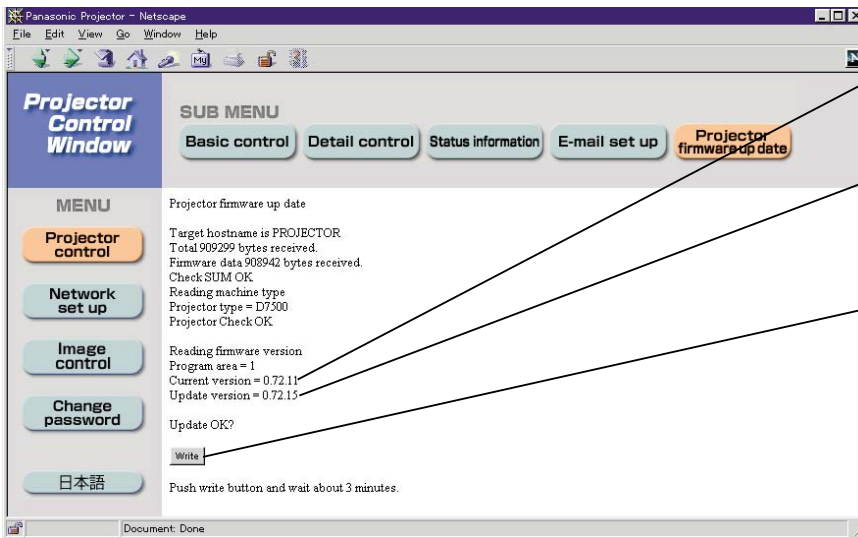 Panasonic Projector - Netscape
File Edit View Go Window Help
My
N
Projector
Control
Window
SUB MENU
Basic control
Detail control
Status information
E-mail set up
Projector
firmware up date
MENU
Projector
control
Network
set up
Image
control
Change
password
日本語
Projector firmware up date
Target hostname is PROJECTOR
Total 909299 bytes received.
Firmware data 908942 bytes received.
Check SUM OK
Reading machine type
Projector type = D7500
Projector Check OK
Reading firmware version
Program area = 1
Current version = 0.72.11
Update version = 0.72.15
Update OK?
Write
Push write button and wait about 3 minutes.
Document: Done